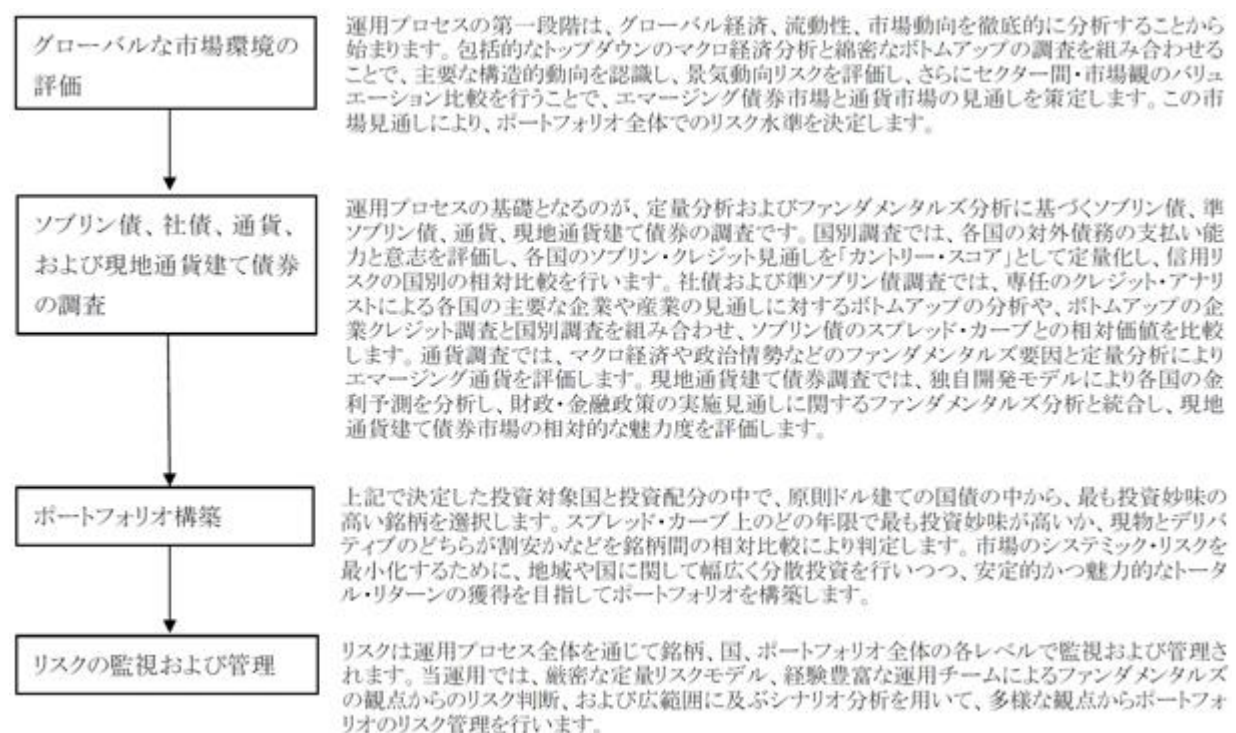 グローバルな市場環境の
評価
運用プロセスの第一段階は、グローバル経済、流動性、市場動向を徹底的に分析することから
始まります。包括的なトップダウンのマクロ経済分析と綿密なボトムアップの調査を組み合わせる
ことで、主要な構造的動向を認識し、景気動向リスクを評価し、さらにセクター間・市場観のバリュ
エーション比較を行うことで、エマージング債券市場と通貨市場の見通しを策定します。この市
場見通しにより、ポートフォリオ全体でのリスク水準を決定します。
ソブリン債、社債、通貨、
および現地通貨建て債券
の調査
運用プロセスの基礎となるのが、定量分析およびファンダメンタルズ分析に基づくソブリン債、準
ソブリン債、通貨、現地通貨建て債券の調査です。国別調査では、各国の対外債務の支払い能
力と意志を評価し、各国のソブリン・クレジット見通しを「カントリー・スコア」として定量化し、信用リ
スクの国別の相対比較を行います。社債および準ソブリン債調査では、専任のクレジット・アナリ
ストによる各国の主要な企業や産業の見通しに対するボトムアップの分析や、ボトムアップの企
業クレジット調査と国別調査を組み合わせ、ソブリン債のスプレッド・カーブとの相対価値を比較
します。通貨調査では、マクロ経済や政治情勢などのファンダメンタルズ要因と定量分析により
エマージング通貨を評価します。現地通貨建て債券調査では、独自開発モデルにより各国の金
利予測を分析し、財政・金融政策の実施見通しに関するファンダメンタルズ分析と統合し、現地
通貨建て債券市場の相対的な魅力度を評価します。
ポートフォリオ構築
上記で決定した投資対象国と投資配分の中で、原則ドル建ての国債の中から、最も投資妙味の
高い銘柄を選択します。スプレッド・カーブ上のどの年限で最も投資妙味が高いか、現物とデリバ
ティブのどちらが割安かなどを銘柄間の相対比較により判定します。市場のシステミック・リスクを
最小化するために、地域や国に関して幅広く分散投資を行いつつ、安定的かつ魅力的なトータ
ル・リターンの獲得を目指してポートフォリオを構築します。
リスクの監視および管理
リスクは運用プロセス全体を通じて銘柄、国、ポートフォリオ全体の各レベルで監視および管理さ
れます。当運用では、厳密な定量リスクモデル、経験豊富な運用チームによるファンダメンタルズ
の観点からのリスク判断、および広範囲に及ぶシナリオ分析を用いて、多様な観点からポートフォ
リオのリスク管理を行います。